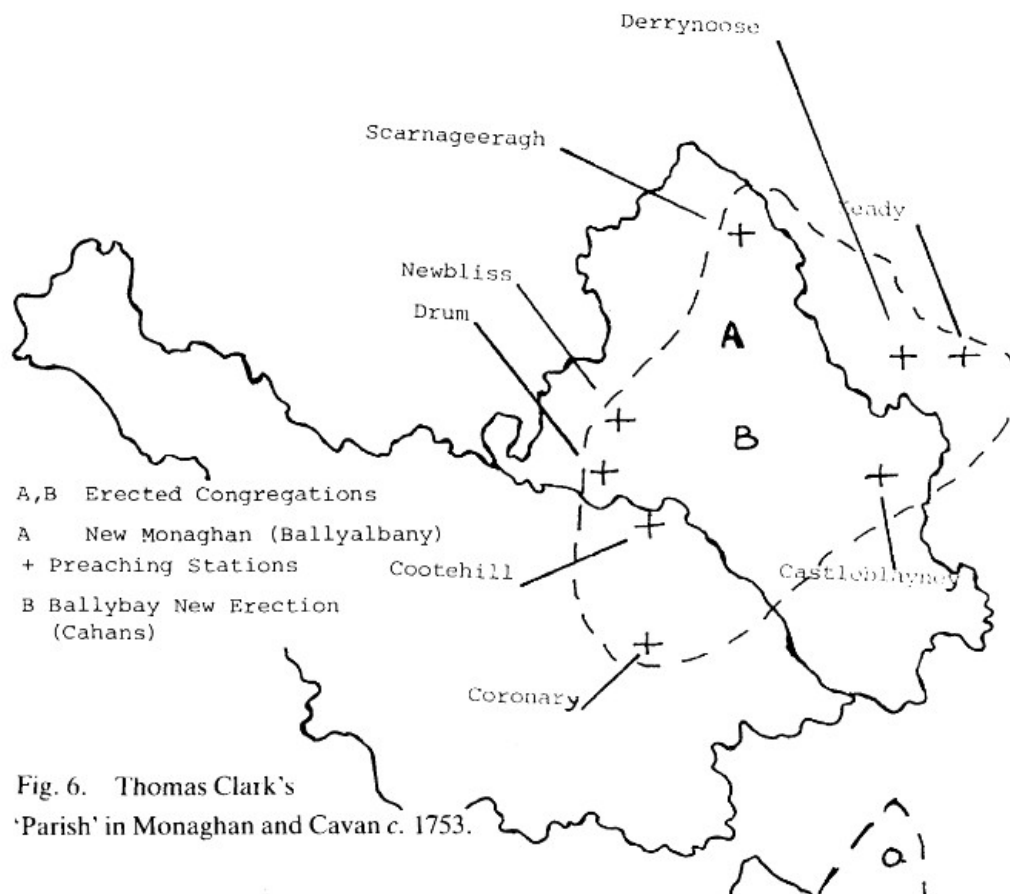 Derrynoose
Scarnageeragh
Keady
Newbliss
Drum
A
B
A,B Erected Congregations
A New Monaghan (Ballyalbany)
+ Preaching Stations
Cootehill
Castleblayney
B Ballybay New Erection
(Cahans)
Coronary
Fig. 6. Thomas Clark's
'Parish' in Monaghan and Cavan c. 1753.
a